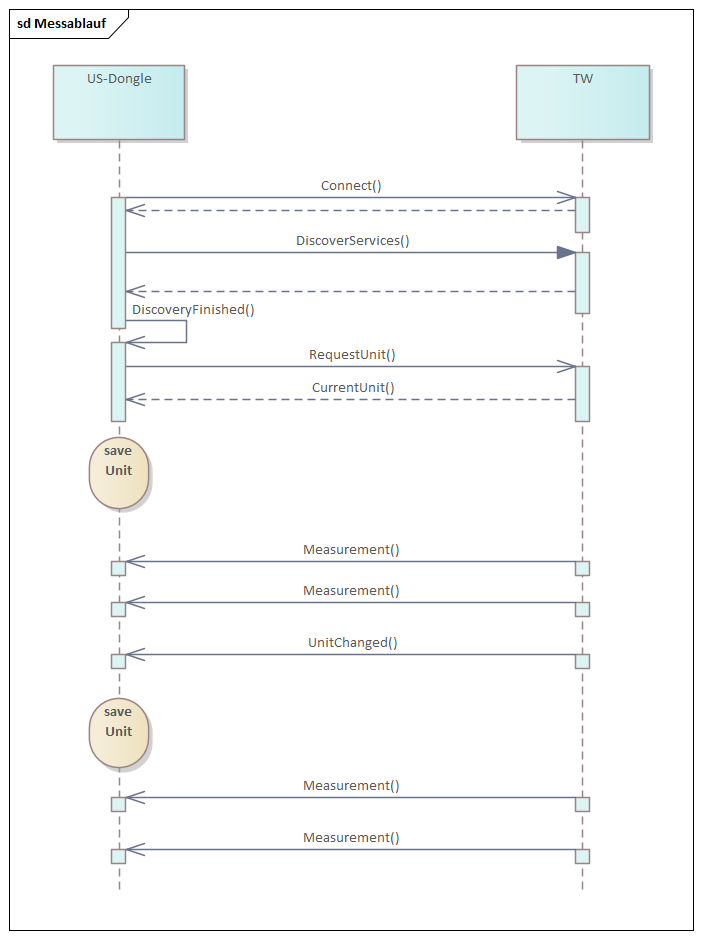 sd Messablauf
US-Dongle
TW
Connect()
DiscoverServices()
DiscoveryFinished()
RequestUnit()
CurrentUnit()
save
Unit
Measurement()
Measurement()
UnitChanged()
save
Unit
Measurement()
Measurement()